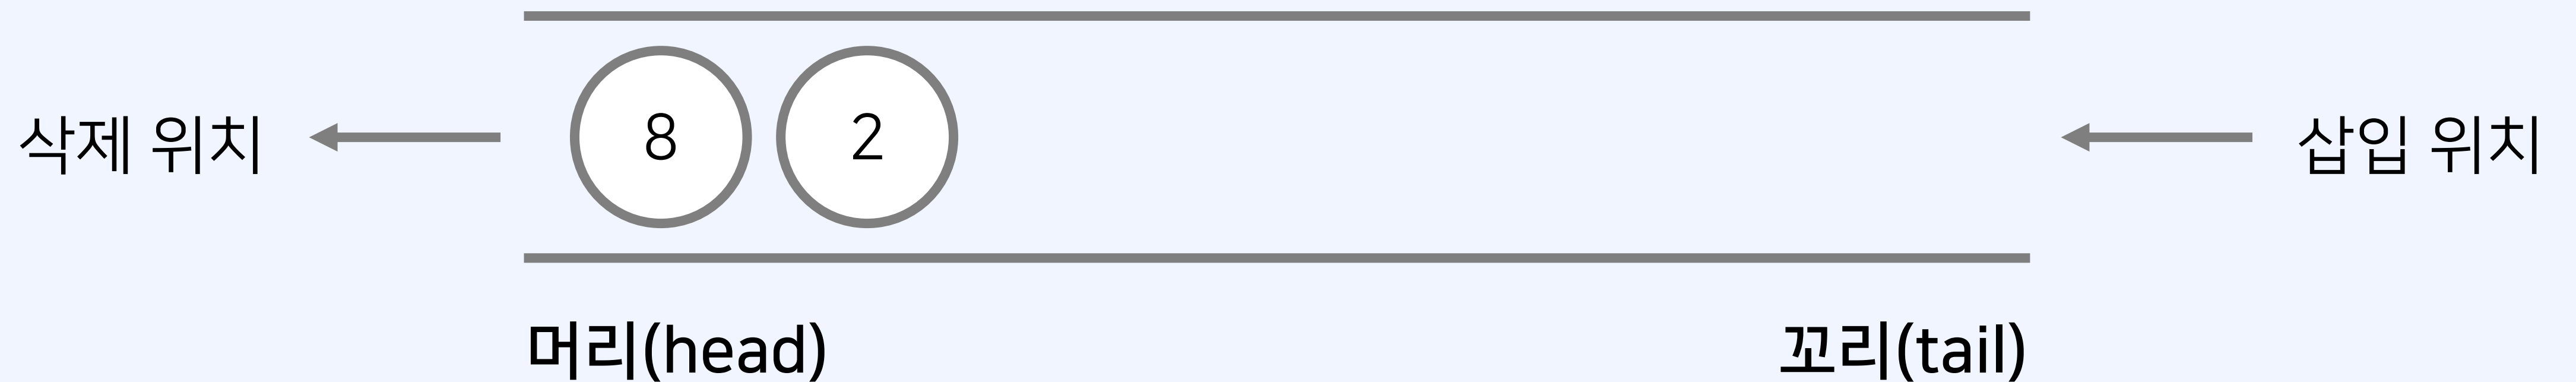 삭제 위치 8 2 삽입 위치
머리(head) 꼬리(tail)